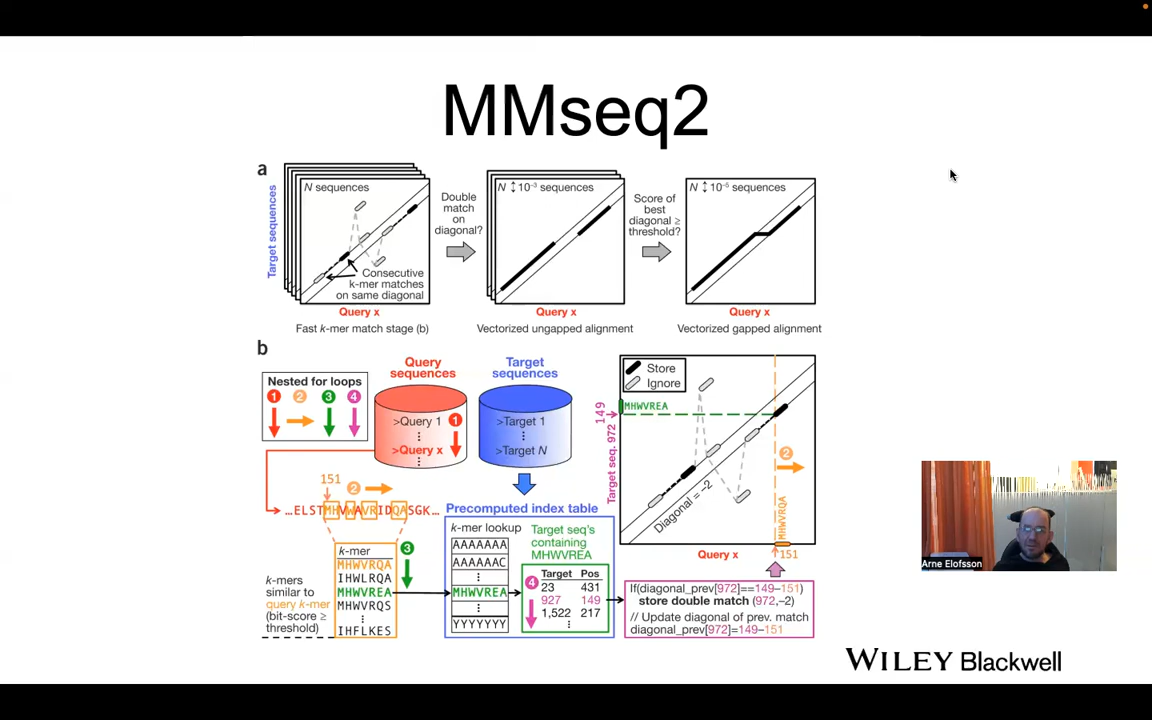 MMseq2
a
Target sequences
N sequences
Consecutive
k-mer matches
on same diagonal
Query x
Fast k-mer match stage (b)
Double
match
on
diagonal?
N ↕10⁻³ sequences
Query x
Vectorized ungapped alignment
Score of
best
diagonal ≥
threshold?
N ↕10⁻⁵ sequences
Query x
Vectorized gapped alignment
b
Nested for loops
1 2 3 4
Query
sequences
>Query 1
⋮
>Query x
⋮
1
Target
sequences
>Target 1
⋮
>Target N
151
2
…ELSTMHVWAVRIDQASGK…
k-mers
similar to
query k-mer
(bit-score ≥
threshold)
k-mer
MHWVRQA
IHWLRQA
MHWVREA
MHWVRQS
⋮
IHFLKES
3
Precomputed index table
k-mer lookup
AAAAAAA
AAAAAAC
⋮
MHWVREA
⋮
YYYYYYY
Target seq's
containing
MHWVREA
4
Target Pos
23 431
927 149
1,522 217
⋮
Store
Ignore
149
MHWVREA
Target seq. 972
Diagonal = -2
2
MHWVRQA
Query x
151
If(diagonal_prev[972]==149–151)
store double match (972,-2)
// Update diagonal of prev. match
diagonal_prev[972]=149–151
Arne Elofsson
WILEY Blackwell